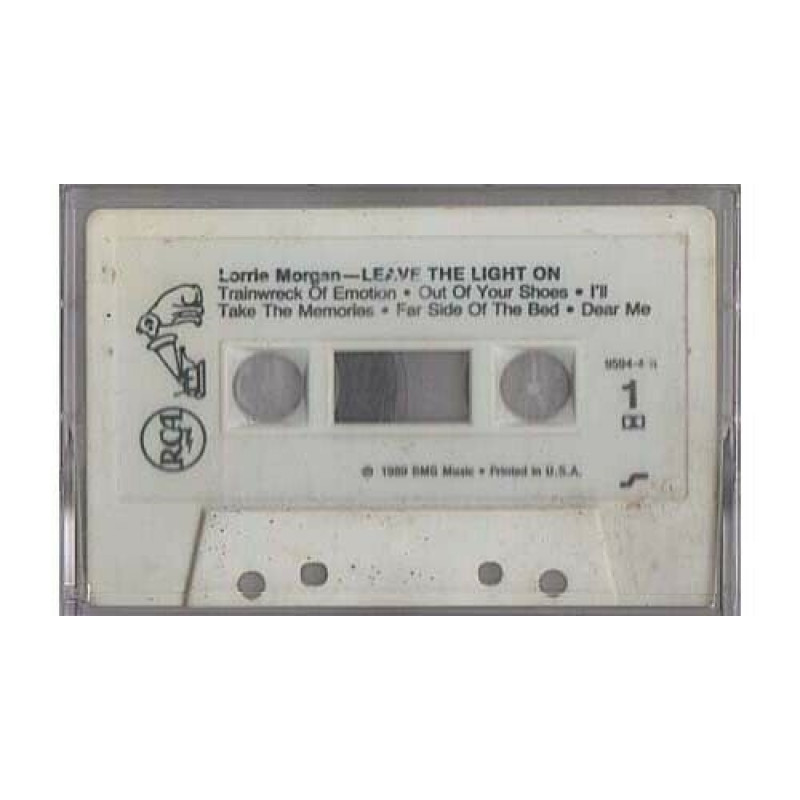 Lorrie Morgan—LEAVE THE LIGHT ON
Trainwreck Of Emotion • Out Of Your Shoes • I'll
Take The Memories • Far Side Of The Bed • Dear Me
1
RCA
℗ 1989 BMG Music • Printed in U.S.A.